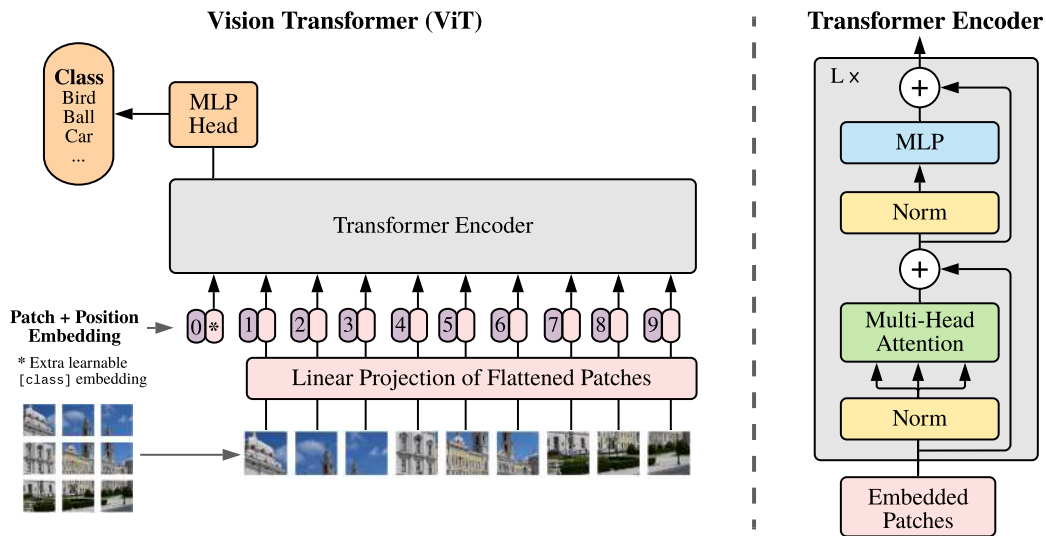 Vision Transformer (ViT)
Class
Bird
Ball
Car
...
MLP
Head
Transformer Encoder
Patch + Position
Embedding
* Extra learnable
[class] embedding
0 * 1 2 3 4 5 6 7 8 9
Linear Projection of Flattened Patches
Transformer Encoder
L x
+
MLP
Norm
+
Multi-Head
Attention
Norm
Embedded
Patches